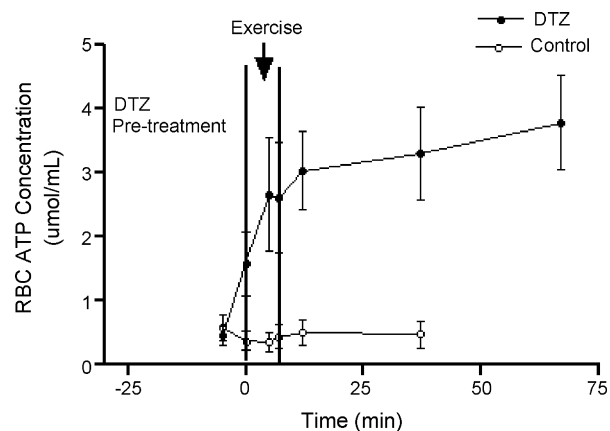 Exercise
DTZ
Control
DTZ
Pre-treatment
RBC ATP Concentration
(umol/mL)
5
4
3
2
1
0
-25
0
25
50
75
Time (min)